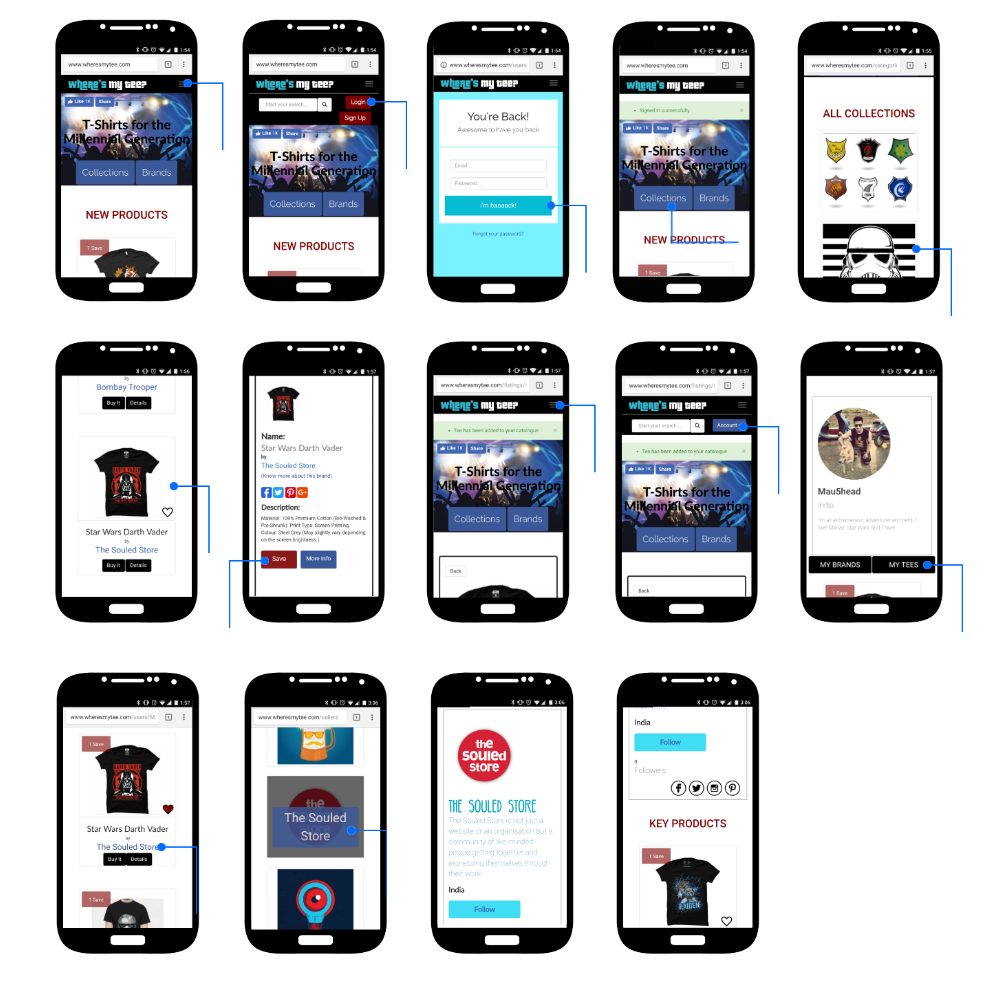 1:54
www.wheresmytee.com
where's my tee?
Like 1K Share
T-Shirts for the
Millennial Generation
Collections Brands
NEW PRODUCTS
1 Save
1:54
www.wheresmytee.com
where's my tee?
Start your search.....
Login
Sign Up
Like 1K Share
T-Shirts for the
Millennial Generation
Collections Brands
NEW PRODUCTS
1:54
www.wheresmytee.com/users
where's my tee?
You're Back!
Awesome to have you back
Email...
Password...
I'm baaaack!
Forgot your password?
1:54
www.wheresmytee.com
where's my tee?
Signed in successfully.
Like 1K Share
T-Shirts for the
Millennial Generation
Collections Brands
NEW PRODUCTS
1 Save
1:55
www.wheresmytee.com/categories
ALL COLLECTIONS
1:56
by
Bombay Trooper
Buy It Details
Star Wars Darth Vader
by
The Souled Store
Buy It Details
1:57
Name:
Star Wars Darth Vader
by
The Souled Store
(Know more about this brand)
Description:
Material: 100% Premium Cotton (Bio-Washed &
Pre-Shrunk). Print Type: Screen Printing.
Colour: Steel Grey (May slightly vary depending
on the screen brightness.)
Save More Info
1:57
www.wheresmytee.com/listings/
where's my tee?
Tee has been added to your catalogue
Like 1K Share
T-Shirts for the
Millennial Generation
Collections Brands
Back
1:57
www.wheresmytee.com/listings/
where's my tee?
Start your search.....
Account
Tee has been added to your catalogue
Like 1K Share
T-Shirts for the
Millennial Generation
Collections Brands
Back
1:57
Mau5head
India
MY BRANDS MY TEES
1 Save
1:57
www.wheresmytee.com/users/M
1 Save
Star Wars Darth Vader
by
The Souled Store
Buy It Details
1 Save
3:06
www.wheresmytee.com/sellers
The Souled
Store
3:06
the
souled
store
THE SOULED STORE
The Souled Store is not just a
website or an organisation but a
community of like-minded
people getting together and
expressing themselves through
their work.
India
Follow
3:06
India
Follow
0
Followers
KEY PRODUCTS
1 Save